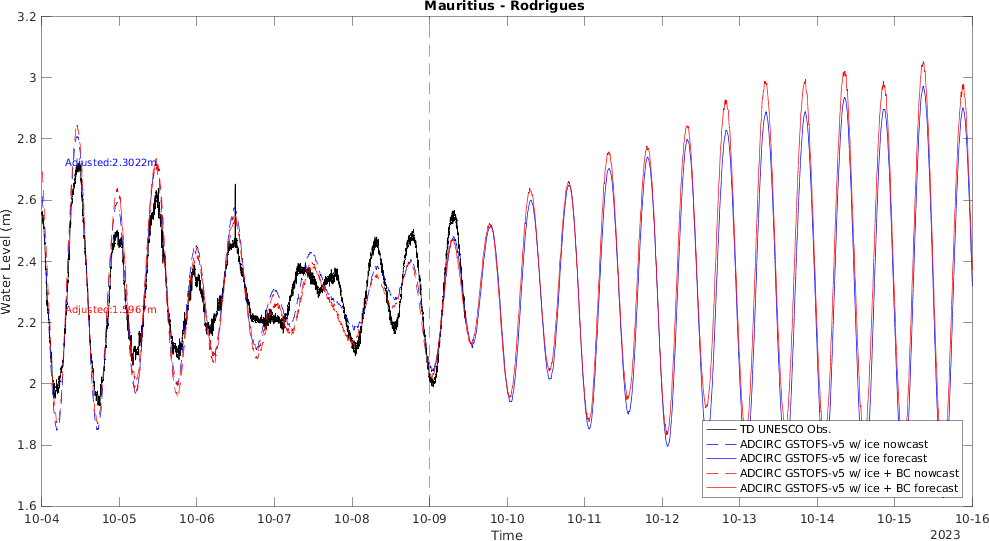 Mauritius - Rodrigues
3.2
3
2.8
2.6
2.4
2.2
2
1.8
1.6
Water Level (m)
Adjusted:2.3022m
Adjusted:1.5967m
TD UNESCO Obs.
ADCIRC GSTOFS-v5 w/ ice nowcast
ADCIRC GSTOFS-v5 w/ ice forecast
ADCIRC GSTOFS-v5 w/ ice + BC nowcast
ADCIRC GSTOFS-v5 w/ ice + BC forecast
10-04 10-05 10-06 10-07 10-08 10-09 10-10 10-11 10-12 10-13 10-14 10-15 10-16
Time
2023